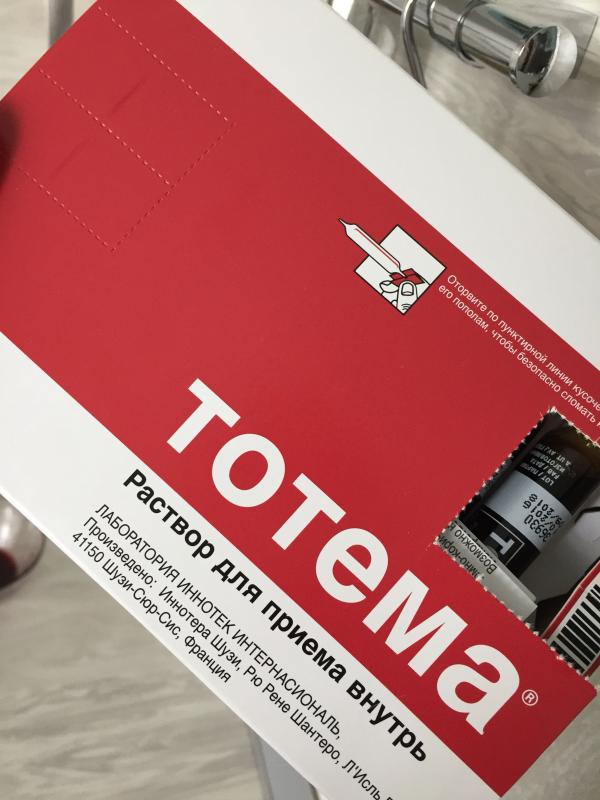 Оторвите по пунктирной линии
его пополам, чтобы безопасно сломать
тотема®
Раствор для приема внутрь
ЛАБОРАТОРИЯ ИННОТЕК ИНТЕРНАСИОНАЛЬ,
Произведено: Иннотера Шузи, Рю Рене Шантеро, Л'Исль
41150 Шузи-Сюр-Сис, Франция
Возможно